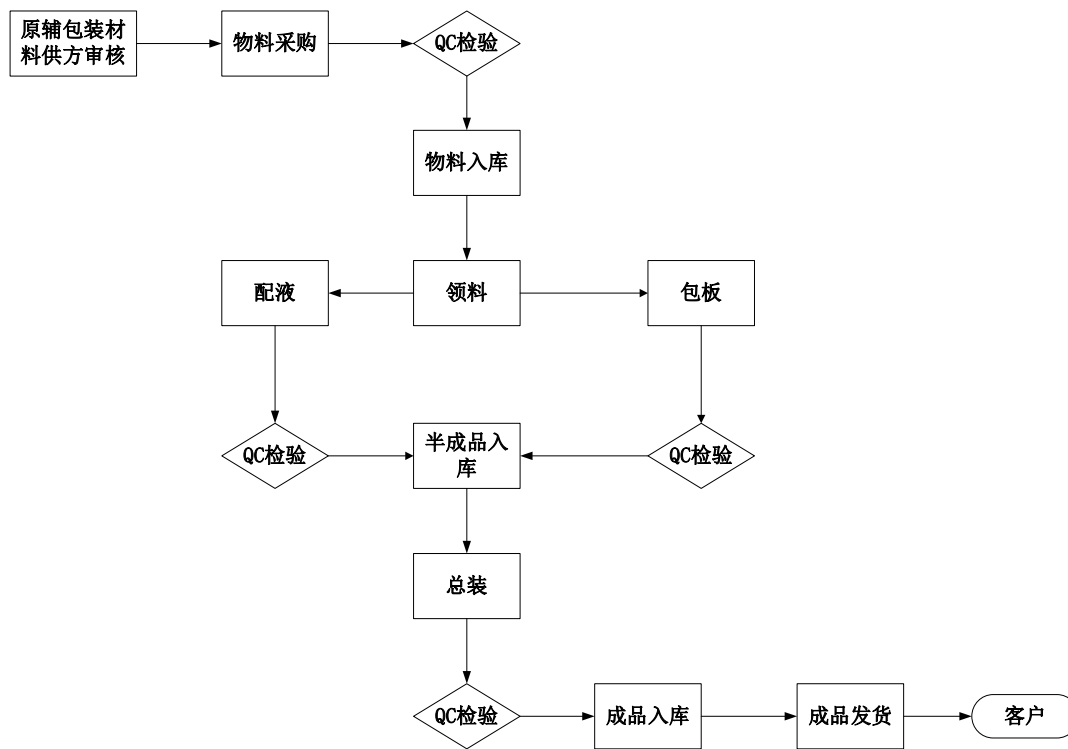 原辅包装材
料供方审核
物料采购
QC检验
物料入库
配液
领料
包板
QC检验
半成品入
库
QC检验
总装
QC检验
成品入库
成品发货
客户